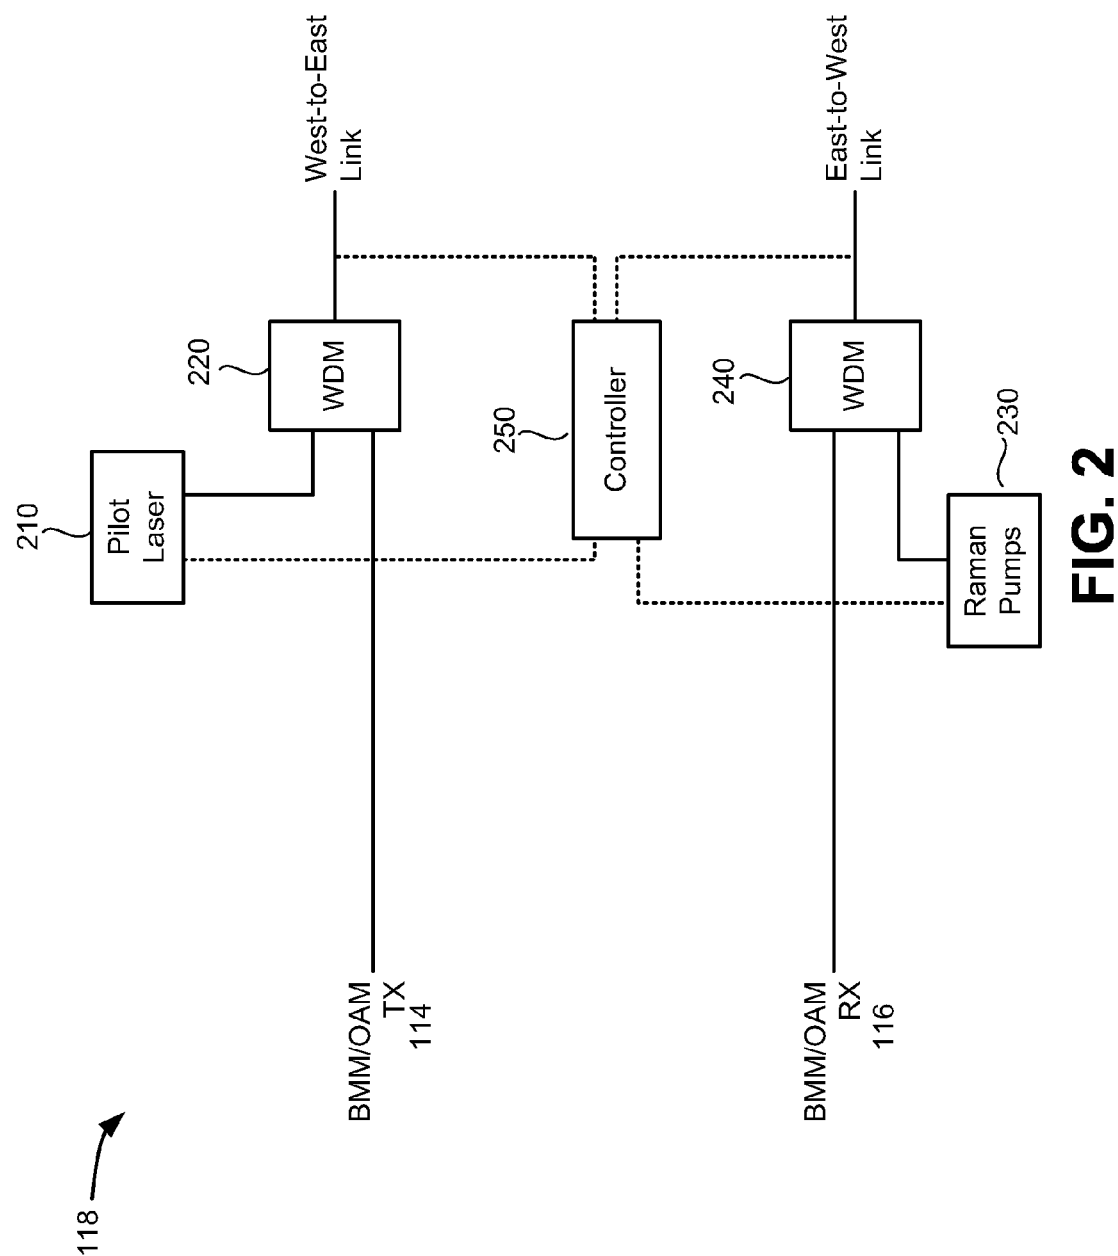 118
210
Pilot
Laser
220
WDM
West-to-East
Link
BMM/OAM
TX
114
250
Controller
240
WDM
East-to-West
Link
BMM/OAM
RX
116
Raman
Pumps
230
FIG. 2